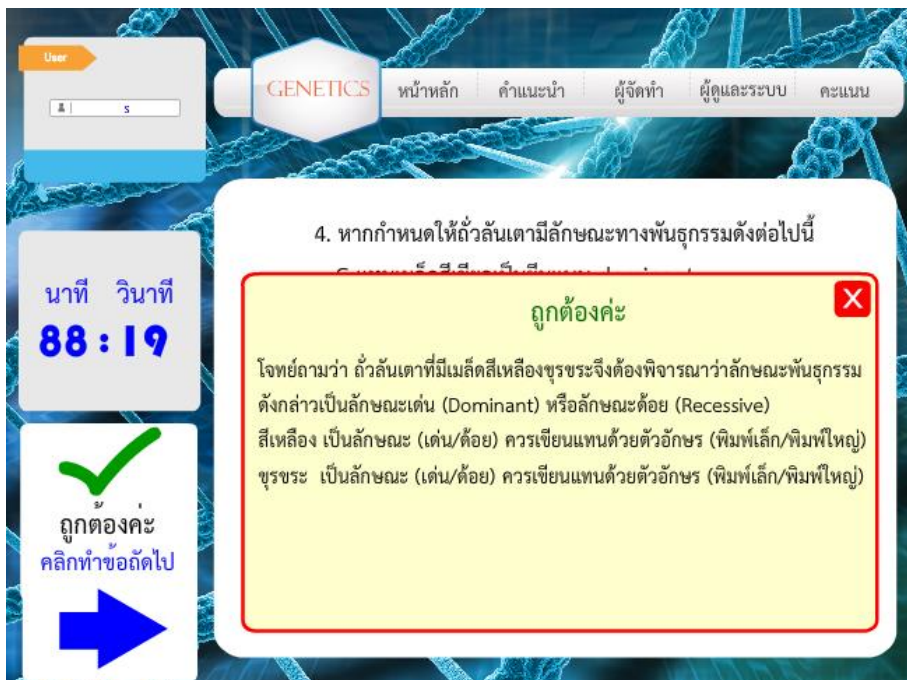 User
s
GENETICS
หน้าหลัก คำแนะนำ ผู้จัดทำ ผู้ดูและระบบ คะแนน
4. หากกำหนดให้ถั่วลันเตามีลักษณะทางพันธุกรรมดังต่อไปนี้
นาที วินาที
88:19
ถูกต้องค่ะ
โจทย์ถามว่า ถั่วลันเตาที่มีเมล็ดสีเหลืองขุรขระจึงต้องพิจารณาว่าลักษณะพันธุกรรม
ดังกล่าวเป็นลักษณะเด่น (Dominant) หรือลักษณะด้อย (Recessive)
สีเหลือง เป็นลักษณะ (เด่น/ด้อย) ควรเขียนแทนด้วยตัวอักษร (พิมพ์เล็ก/พิมพ์ใหญ่)
ขุรขระ เป็นลักษณะ (เด่น/ด้อย) ควรเขียนแทนด้วยตัวอักษร (พิมพ์เล็ก/พิมพ์ใหญ่)
ถูกต้องค่ะ
คลิกทำข้อถัดไป